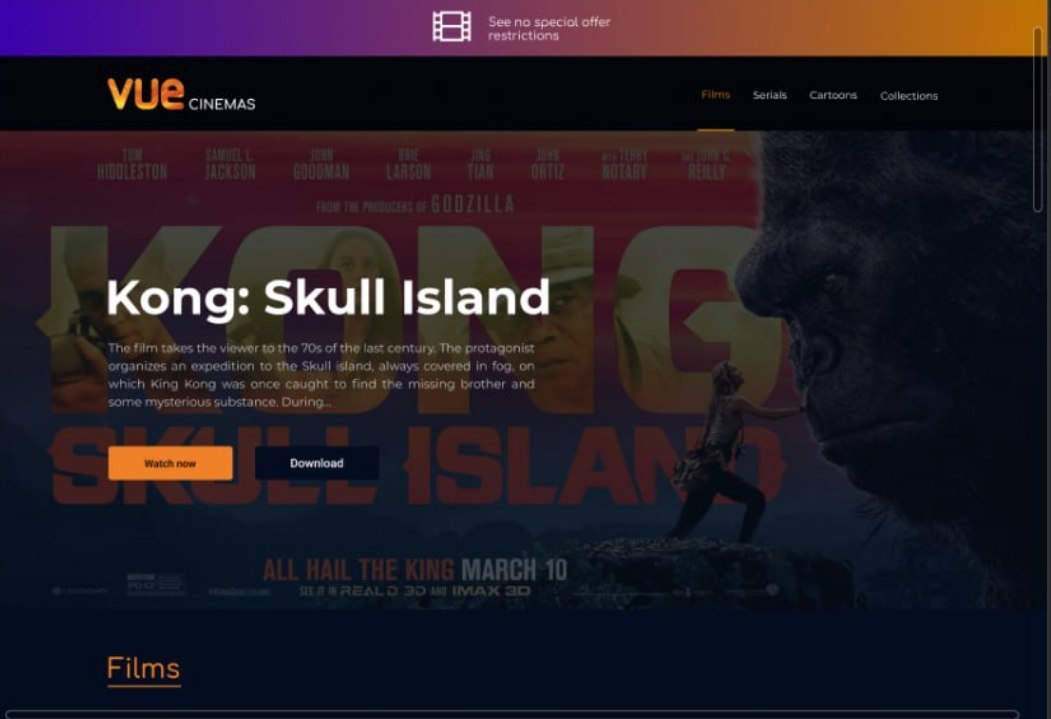 See no special offer
restrictions
vue CINEMAS
Films Serials Cartoons Collections
TOM SAMUEL L. JOHN BRIE JING JOHN WITH TERRY AND JOHN C.
HIDDLESTON JACKSON GOODMAN LARSON TIAN ORTIZ NOTARY REILLY
FROM THE PRODUCERS OF GODZILLA
KONG
Kong: Skull Island
The film takes the viewer to the 70s of the last century. The protagonist
organizes an expedition to the Skull island, always covered in fog, on
which King Kong was once caught to find the missing brother and
some mysterious substance. During...
SKULL ISLAND
Watch now Download
ALL HAIL THE KING MARCH 10
SEE IT IN REAL D 3D AND IMAX 3D
Films